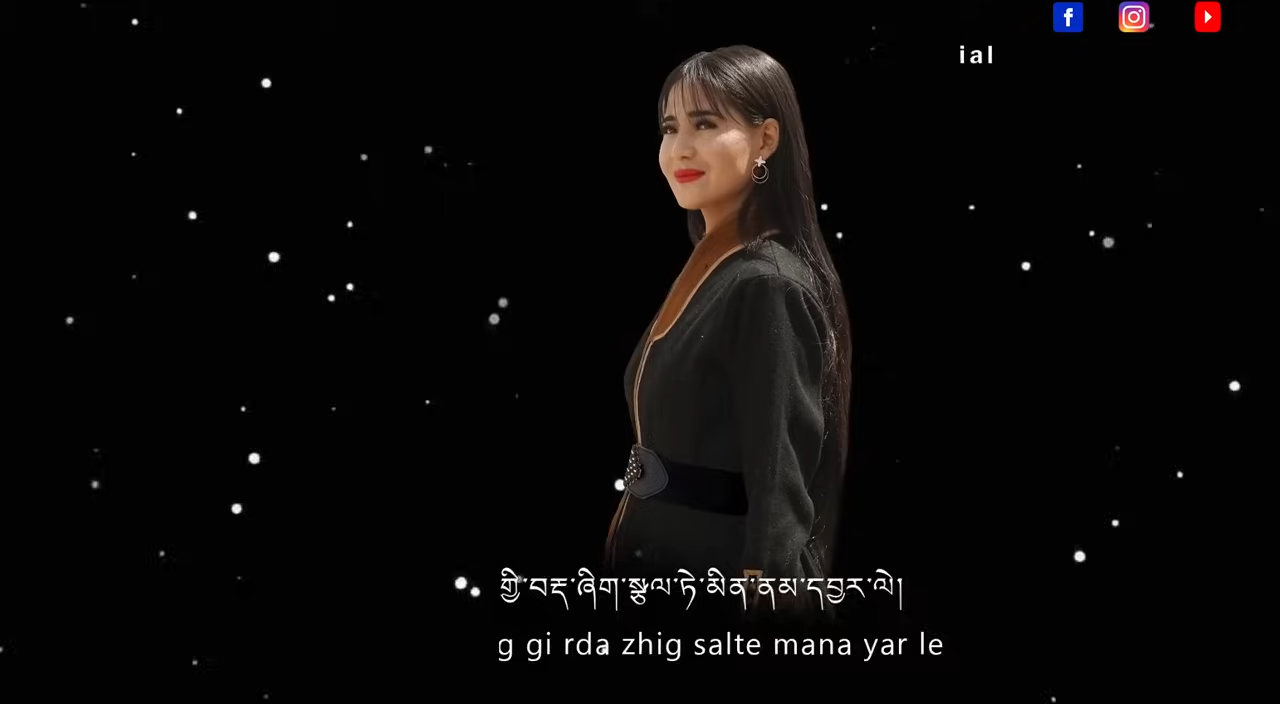 ial
གྱི་བརྡ་ཞིག་སྩལ་ཏེ་མིན་ནམ་དབྱར་ལེ།
g gi rda zhig salte mana yar le